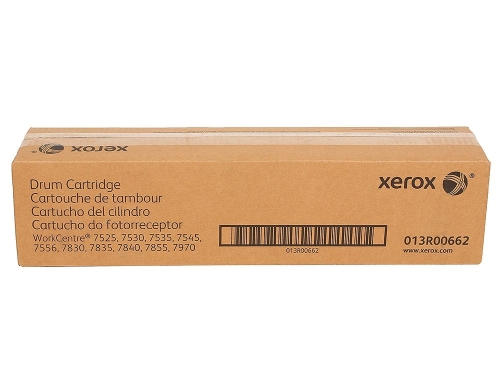 xerox
Drum Cartridge
Cartouche de tambour
Cartucho del cilindro
Cartucho do fotorreceptor
WorkCentre® 7525, 7530, 7535, 7545,
7556, 7830, 7835, 7840, 7855, 7970
xerox
013R00662
013R00662
www.xerox.com